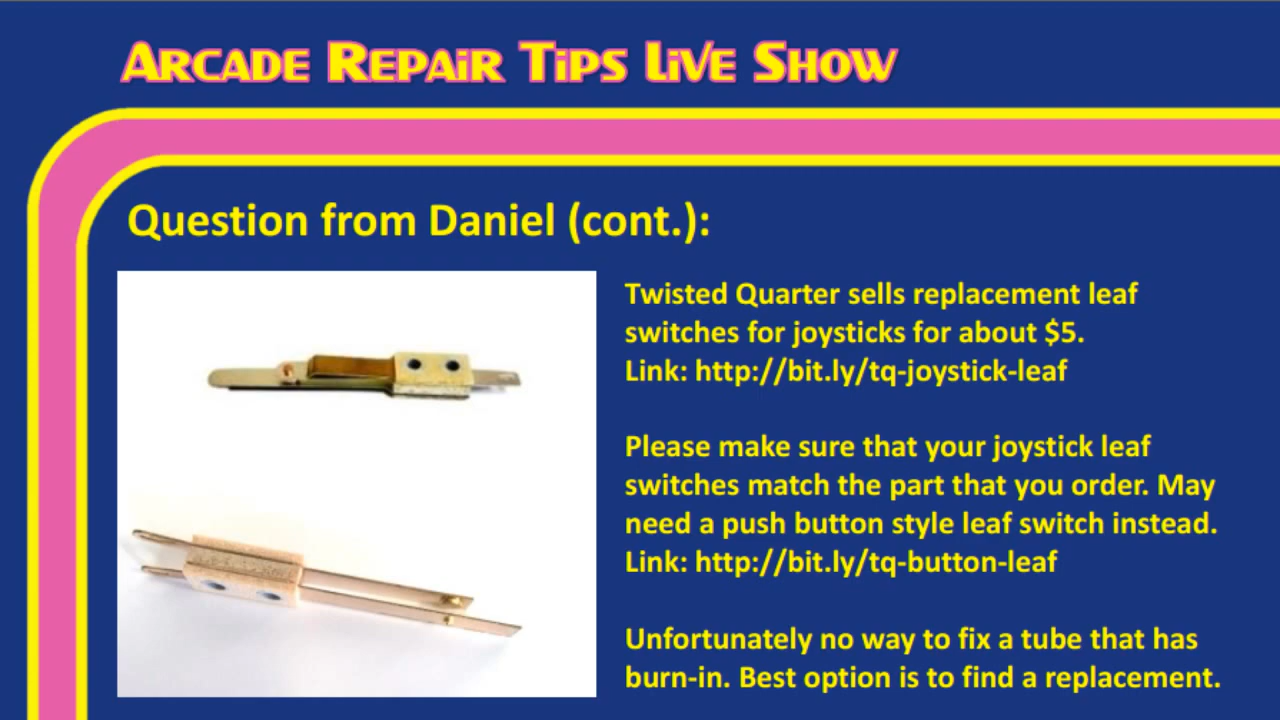 Arcade Repair Tips Live Show
Question from Daniel (cont.):
Twisted Quarter sells replacement leaf
switches for joysticks for about $5.
Link: http://bit.ly/tq-joystick-leaf
Please make sure that your joystick leaf
switches match the part that you order. May
need a push button style leaf switch instead.
Link: http://bit.ly/tq-button-leaf
Unfortunately no way to fix a tube that has
burn-in. Best option is to find a replacement.